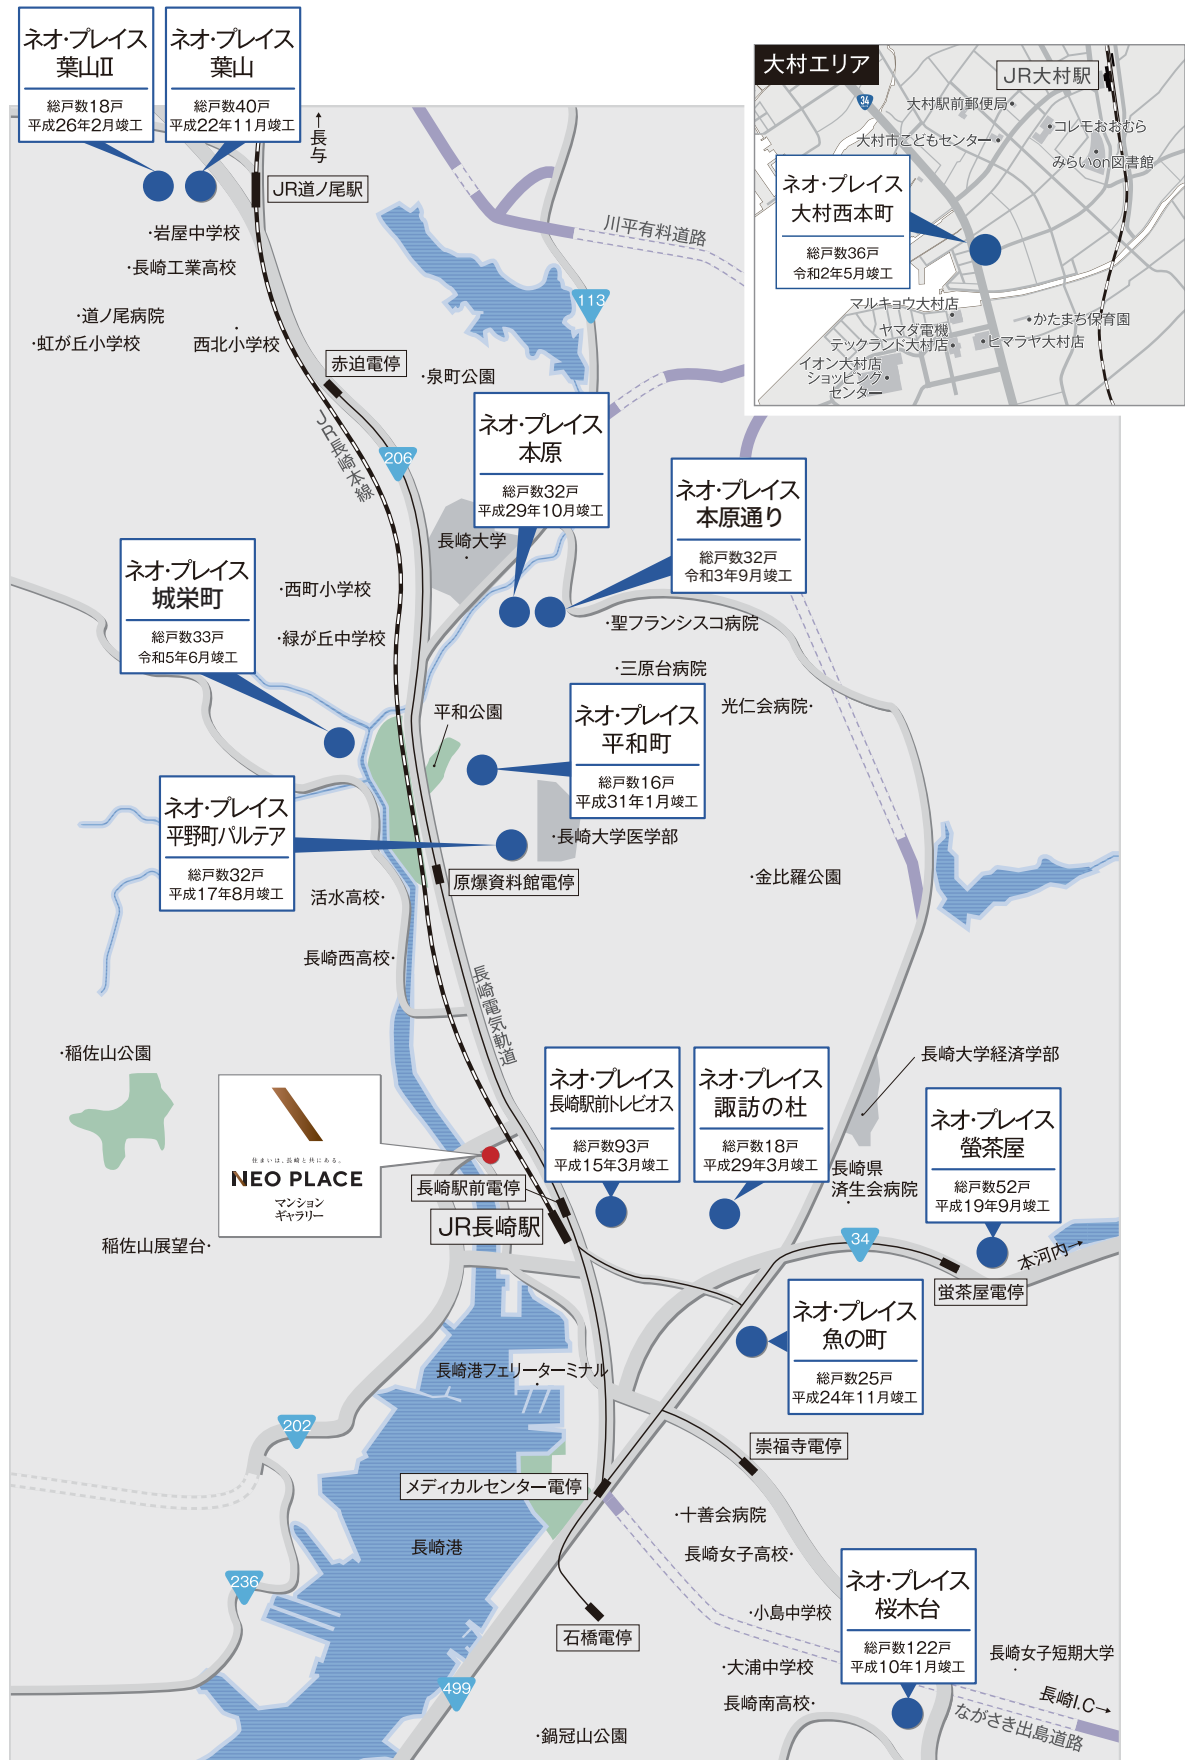 ネオ・プレイス
葉山Ⅱ
総戸数18戸
平成26年2月竣工
ネオ・プレイス
葉山
総戸数40戸
平成22年11月竣工
↑長与
JR道ノ尾駅
・岩屋中学校
・長崎工業高校
・道ノ尾病院
・虹が丘小学校
西北小学校
赤迫電停
・泉町公園
川平有料道路
113
JR長崎本線
206
大村エリア
34
JR大村駅
大村駅前郵便局
コレモおおむら
大村市こどもセンター
みらいon図書館
ネオ・プレイス
大村西本町
総戸数36戸
令和2年5月竣工
マルキョウ大村店
かたまち保育園
ヤマダ電機
テックランド大村店
ヒマラヤ大村店
イオン大村店
ショッピング
センター
ネオ・プレイス
本原
総戸数32戸
平成29年10月竣工
ネオ・プレイス
本原通り
総戸数32戸
令和3年9月竣工
長崎大学
ネオ・プレイス
城栄町
総戸数33戸
令和5年6月竣工
・西町小学校
・緑が丘中学校
・聖フランシスコ病院
・三原台病院
光仁会病院・
平和公園
ネオ・プレイス
平和町
総戸数16戸
平成31年1月竣工
ネオ・プレイス
平野町パルテア
総戸数32戸
平成17年8月竣工
・長崎大学医学部
・金比羅公園
原爆資料館電停
活水高校・
長崎西高校・
長崎電気軌道
・稲佐山公園
住まいは、長崎と共にある。
NEO PLACE
マンション
ギャラリー
稲佐山展望台・
ネオ・プレイス
長崎駅前トレビオス
総戸数93戸
平成15年3月竣工
ネオ・プレイス
諏訪の杜
総戸数18戸
平成29年3月竣工
長崎大学経済学部
ネオ・プレイス
螢茶屋
総戸数52戸
平成19年9月竣工
長崎県
済生会病院
長崎駅前電停
JR長崎駅
34
本河内→
蛍茶屋電停
ネオ・プレイス
魚の町
総戸数25戸
平成24年11月竣工
長崎港フェリーターミナル
202
崇福寺電停
メディカルセンター電停
・十善会病院
長崎港
長崎女子高校・
236
ネオ・プレイス
桜木台
総戸数122戸
平成10年1月竣工
・小島中学校
石橋電停
長崎女子短期大学
・大浦中学校
499
長崎南高校・
長崎I.C→
ながさき出島道路
・鍋冠山公園